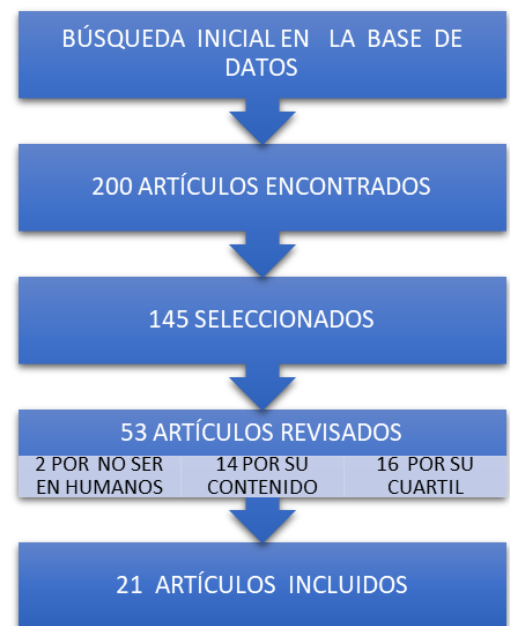 BÚSQUEDA INICIAL EN LA BASE DE
DATOS
200 ARTÍCULOS ENCONTRADOS
145 SELECCIONADOS
53 ARTÍCULOS REVISADOS
2 POR NO SER
EN HUMANOS
14 POR SU
CONTENIDO
16 POR SU
CUARTIL
21 ARTÍCULOS INCLUIDOS